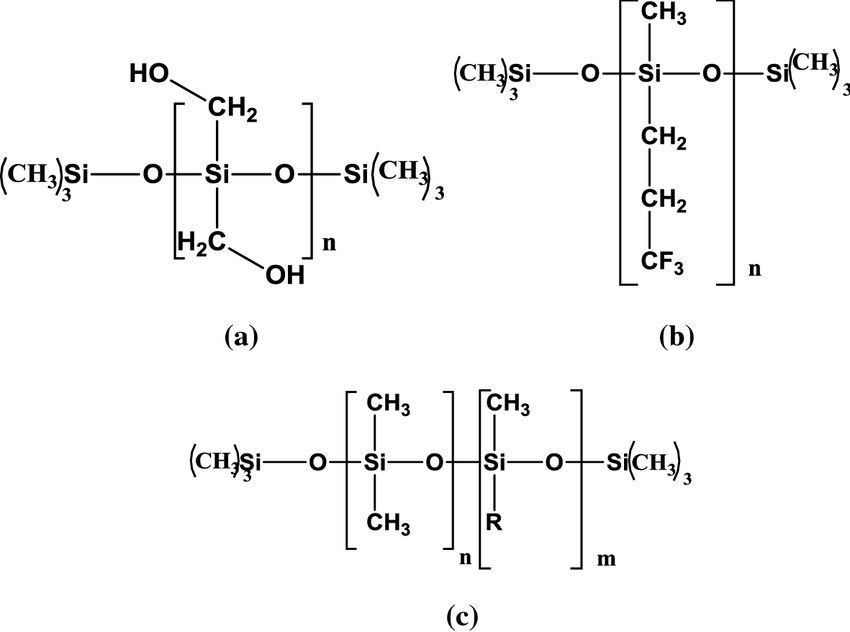 HO
CH2
(CH3)3Si—O—Si—O—Si(CH3)3
H2C
n
OH
(a)
CH3
(CH3)3Si—O—Si—O—Si(CH3)3
CH2
CH2
CF3
n
(b)
CH3 CH3
(CH3)3Si—O—Si—O—Si—O—Si(CH3)3
CH3 R
n m
(c)